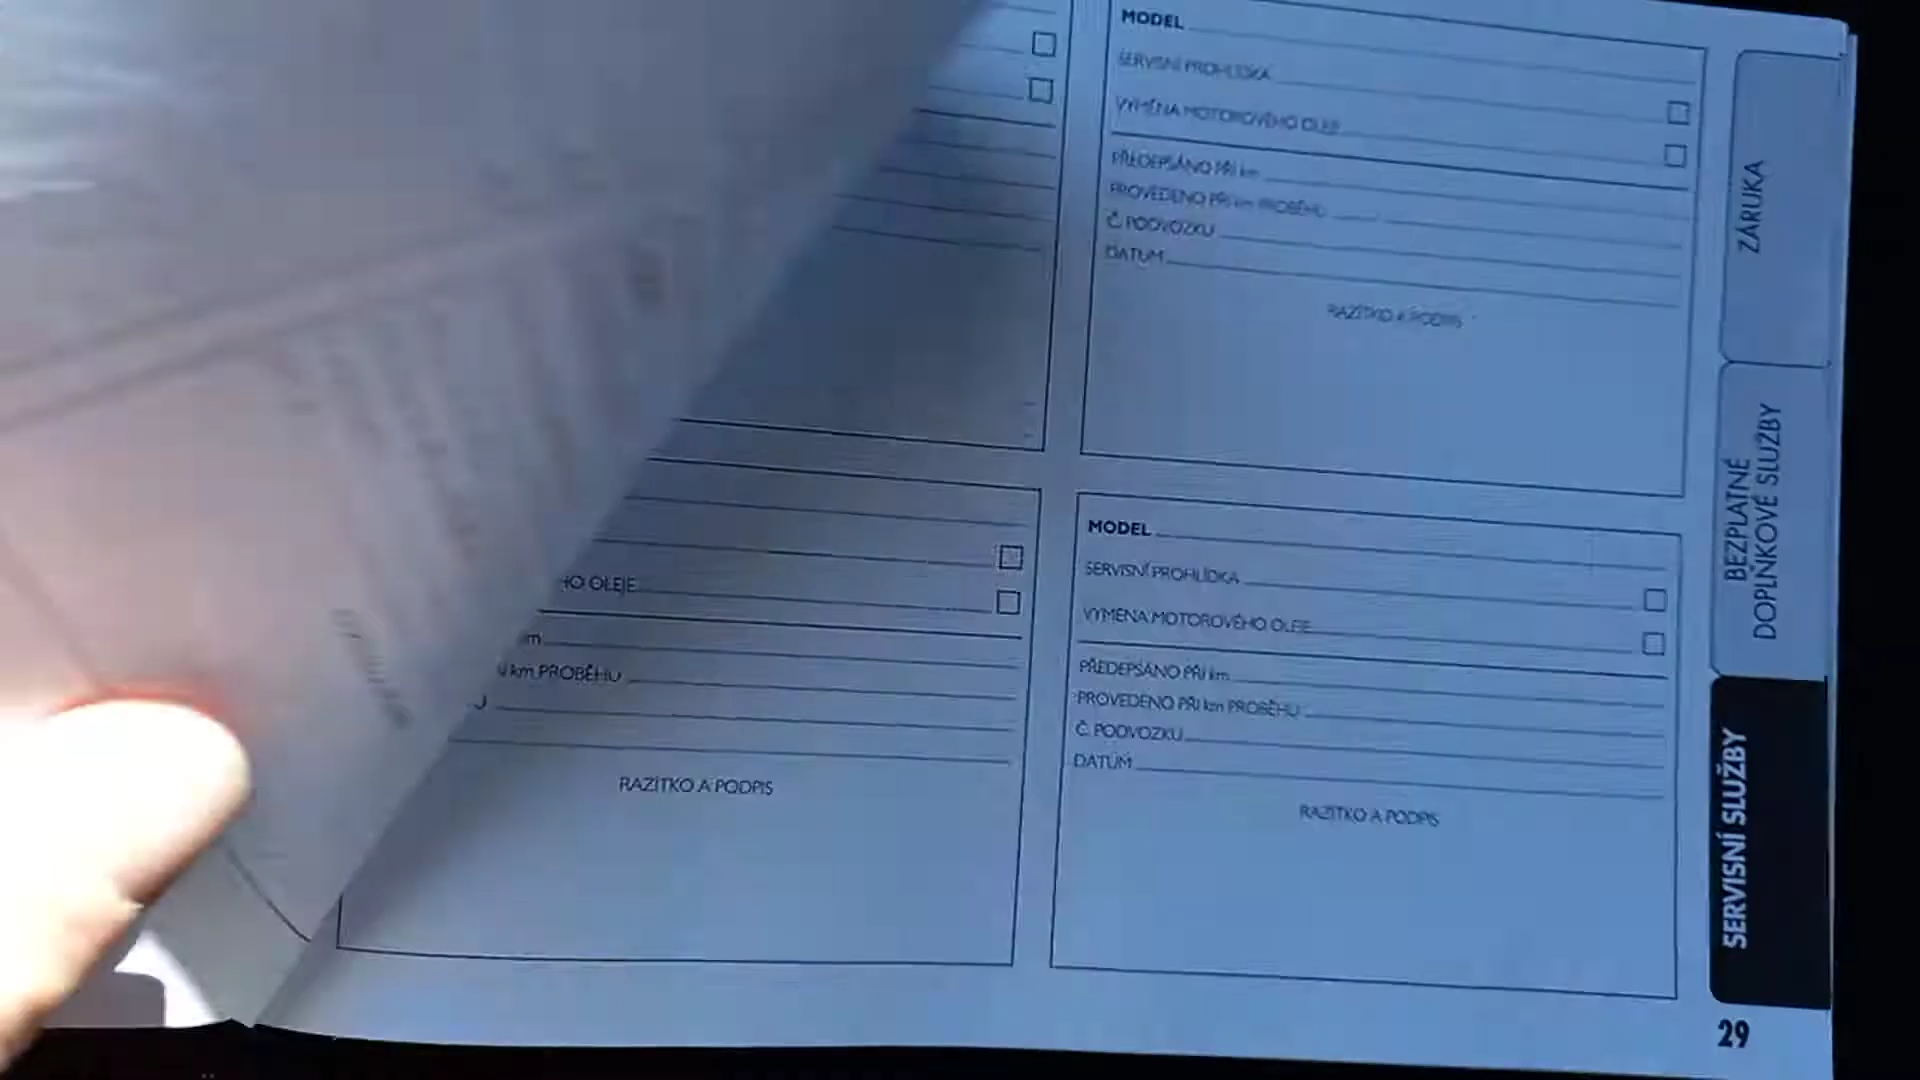 MODEL
SERVISNÍ PROHLÍDKA
VÝMĚNA MOTOROVÉHO OLEJE
PŘEDEPSÁNO PŘI km
PROVEDENO PŘI km PROBĚHU
Č. PODVOZKU
DATUM
RAZÍTKO A PODPIS
HO OLEJE
km
km PROBĚHU
U
RAZÍTKO A PODPIS
MODEL
SERVISNÍ PROHLÍDKA
VÝMĚNA MOTOROVÉHO OLEJE
PŘEDEPSÁNO PŘI km
PROVEDENO PŘI km PROBĚHU
Č. PODVOZKU
DATUM
RAZÍTKO A PODPIS
ZÁRUKA
BEZPLATNÉ
DOPLŇKOVÉ SLUŽBY
SERVISNÍ SLUŽBY
29